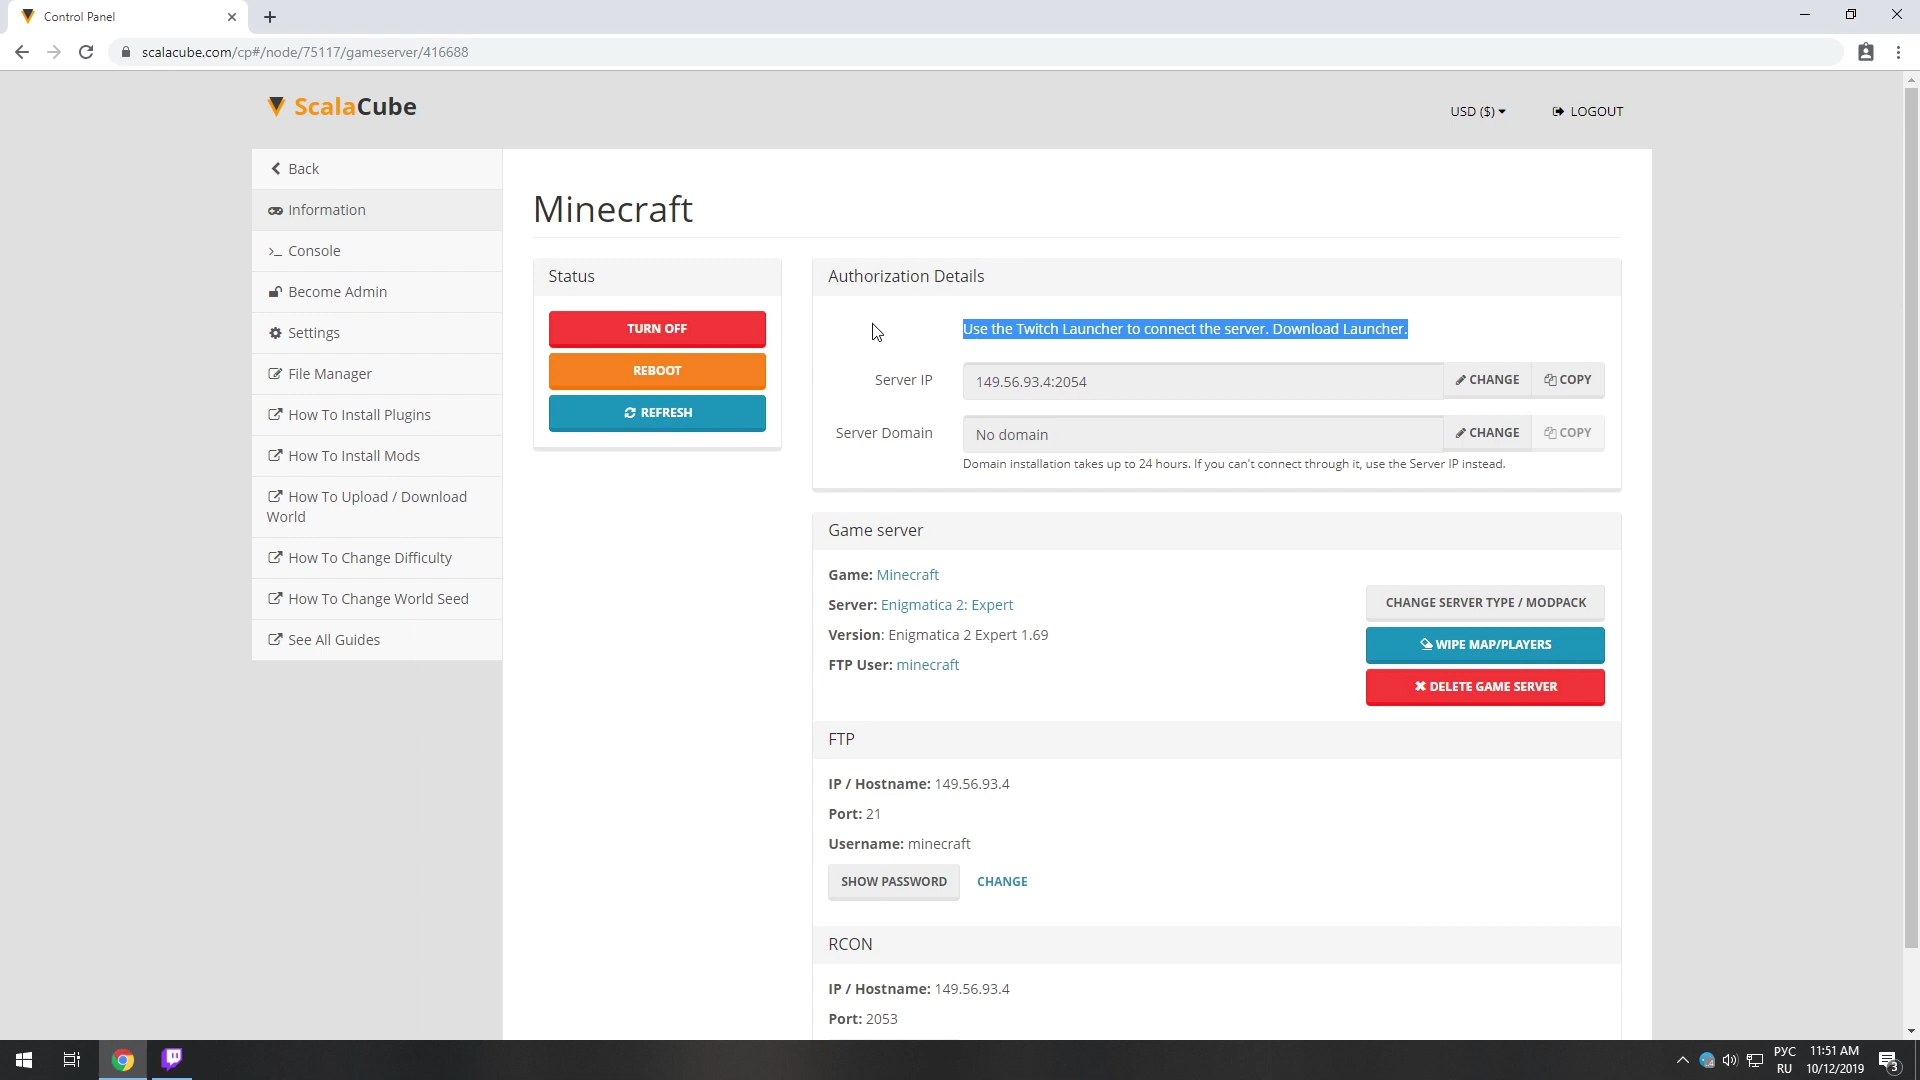 Control Panel
scalacube.com/cp#/node/75117/gameserver/416688
ScalaCube
USD ($)
LOGOUT
Back
Information
Console
Become Admin
Settings
File Manager
How To Install Plugins
How To Install Mods
How To Upload / Download
World
How To Change Difficulty
How To Change World Seed
See All Guides
Minecraft
Status
TURN OFF
REBOOT
REFRESH
Authorization Details
Use the Twitch Launcher to connect the server. Download Launcher.
Server IP
149.56.93.4:2054
CHANGE
COPY
Server Domain
No domain
CHANGE
COPY
Domain installation takes up to 24 hours. If you can't connect through it, use the Server IP instead.
Game server
Game: Minecraft
Server: Enigmatica 2: Expert
Version: Enigmatica 2 Expert 1.69
FTP User: minecraft
CHANGE SERVER TYPE / MODPACK
WIPE MAP/PLAYERS
DELETE GAME SERVER
FTP
IP / Hostname: 149.56.93.4
Port: 21
Username: minecraft
SHOW PASSWORD
CHANGE
RCON
IP / Hostname: 149.56.93.4
Port: 2053
РУС
RU
11:51 AM
10/12/2019
3